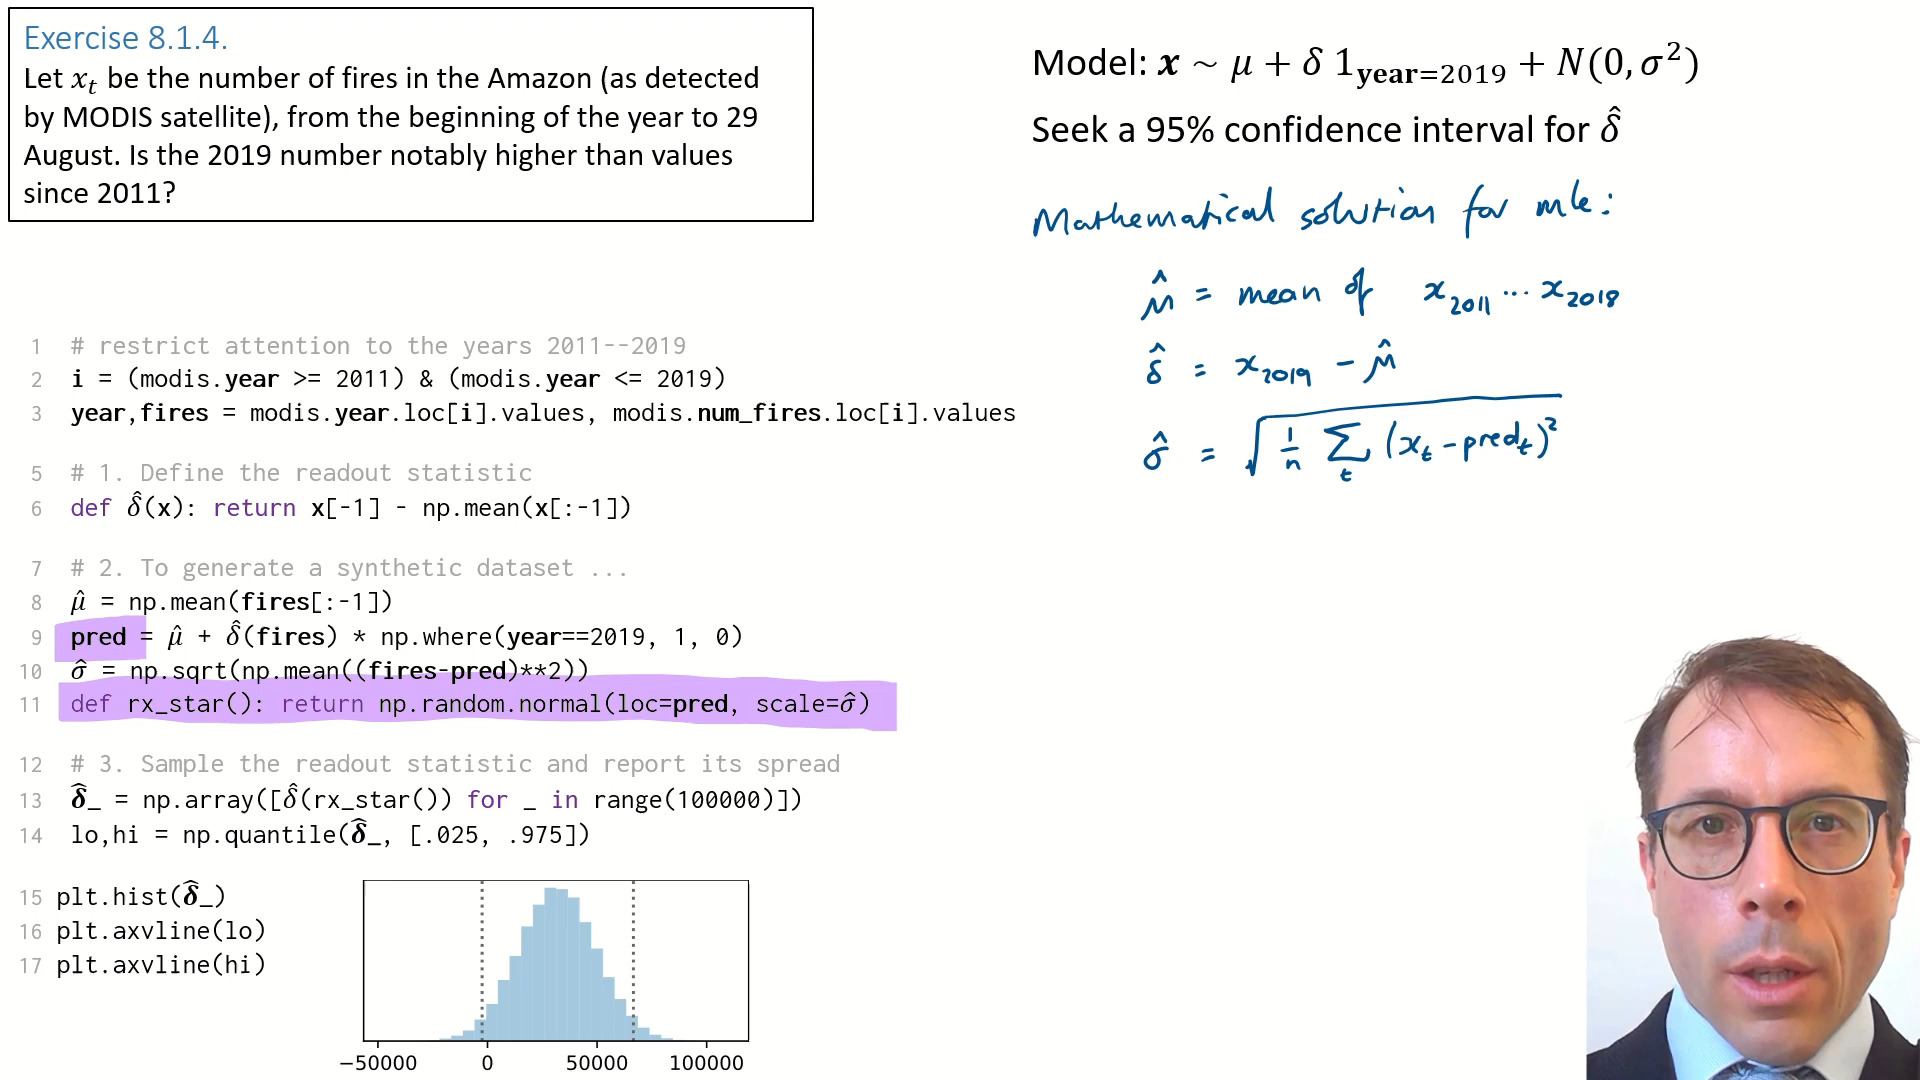 Exercise 8.1.4.
Let xₜ be the number of fires in the Amazon (as detected
by MODIS satellite), from the beginning of the year to 29
August. Is the 2019 number notably higher than values
since 2011?
1 # restrict attention to the years 2011--2019
2 i = (modis.year >= 2011) & (modis.year <= 2019)
3 year,fires = modis.year.loc[i].values, modis.num_fires.loc[i].values
5 # 1. Define the readout statistic
6 def δ̂(x): return x[-1] - np.mean(x[:-1])
7 # 2. To generate a synthetic dataset ...
8 μ̂ = np.mean(fires[:-1])
9 pred = μ̂ + δ̂(fires) * np.where(year==2019, 1, 0)
10 σ̂ = np.sqrt(np.mean((fires-pred)**2))
11 def rx_star(): return np.random.normal(loc=pred, scale=σ̂)
12 # 3. Sample the readout statistic and report its spread
13 δ̂_ = np.array([δ̂(rx_star()) for _ in range(100000)])
14 lo,hi = np.quantile(δ̂_, [.025, .975])
15 plt.hist(δ̂_)
16 plt.axvline(lo)
17 plt.axvline(hi)
−50000 0 50000 100000
Model: x ~ μ + δ 1_year=2019 + N(0, σ²)
Seek a 95% confidence interval for δ̂
Mathematical solution for mle:
μ̂ = mean of x₂₀₁₁ ... x₂₀₁₈
δ̂ = x₂₀₁₉ - μ̂
σ̂ = √(1/n ∑ₜ (xₜ - predₜ)²)